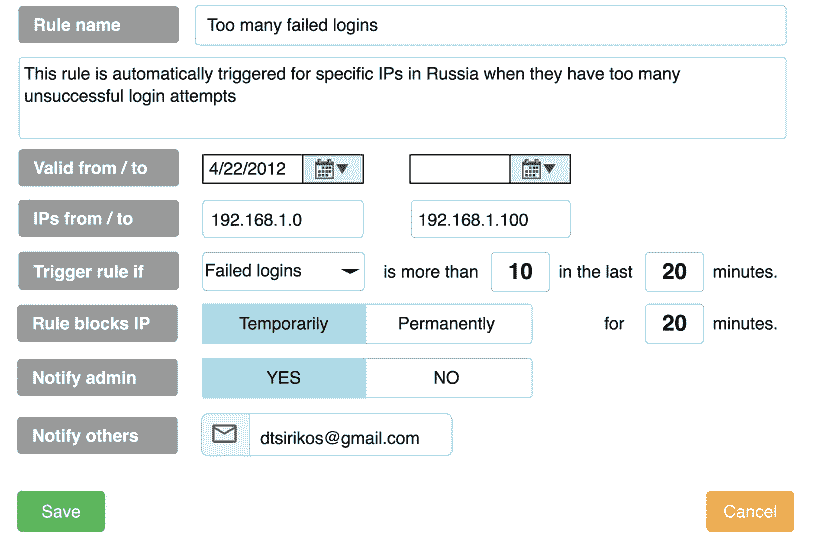 Rule name Too many failed logins
This rule is automatically triggered for specific IPs in Russia when they have too many
unsuccessful login attempts
Valid from / to 4/22/2012
IPs from / to 192.168.1.0 192.168.1.100
Trigger rule if Failed logins is more than 10 in the last 20 minutes.
Rule blocks IP Temporarily Permanently for 20 minutes.
Notify admin YES NO
Notify others dtsirikos@gmail.com
Save Cancel